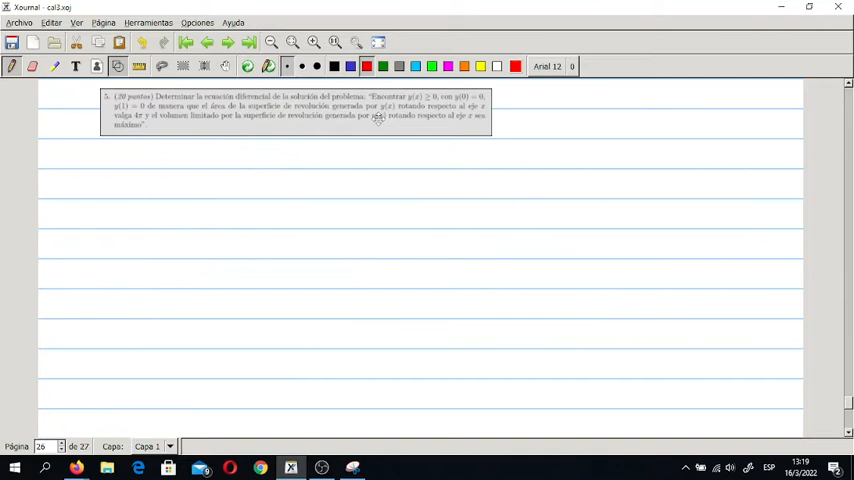 Xournal - cal3.xoj
Archivo Editar Ver Página Herramientas Opciones Ayuda
Arial 12 0
5. (20 puntos) Determinar la ecuación diferencial de la solución del problema: "Encontrar y(x) ≥ 0, con y(0) = 0,
y(1) = 0 de manera que el área de la superficie de revolución generada por y(x) rotando respecto al eje x
valga 4π y el volumen limitado por la superficie de revolución generada por rotando respecto al eje x sea
máximo".
Página 26 de 27 Capa: Capa 1
ESP
13:19
16/3/2022